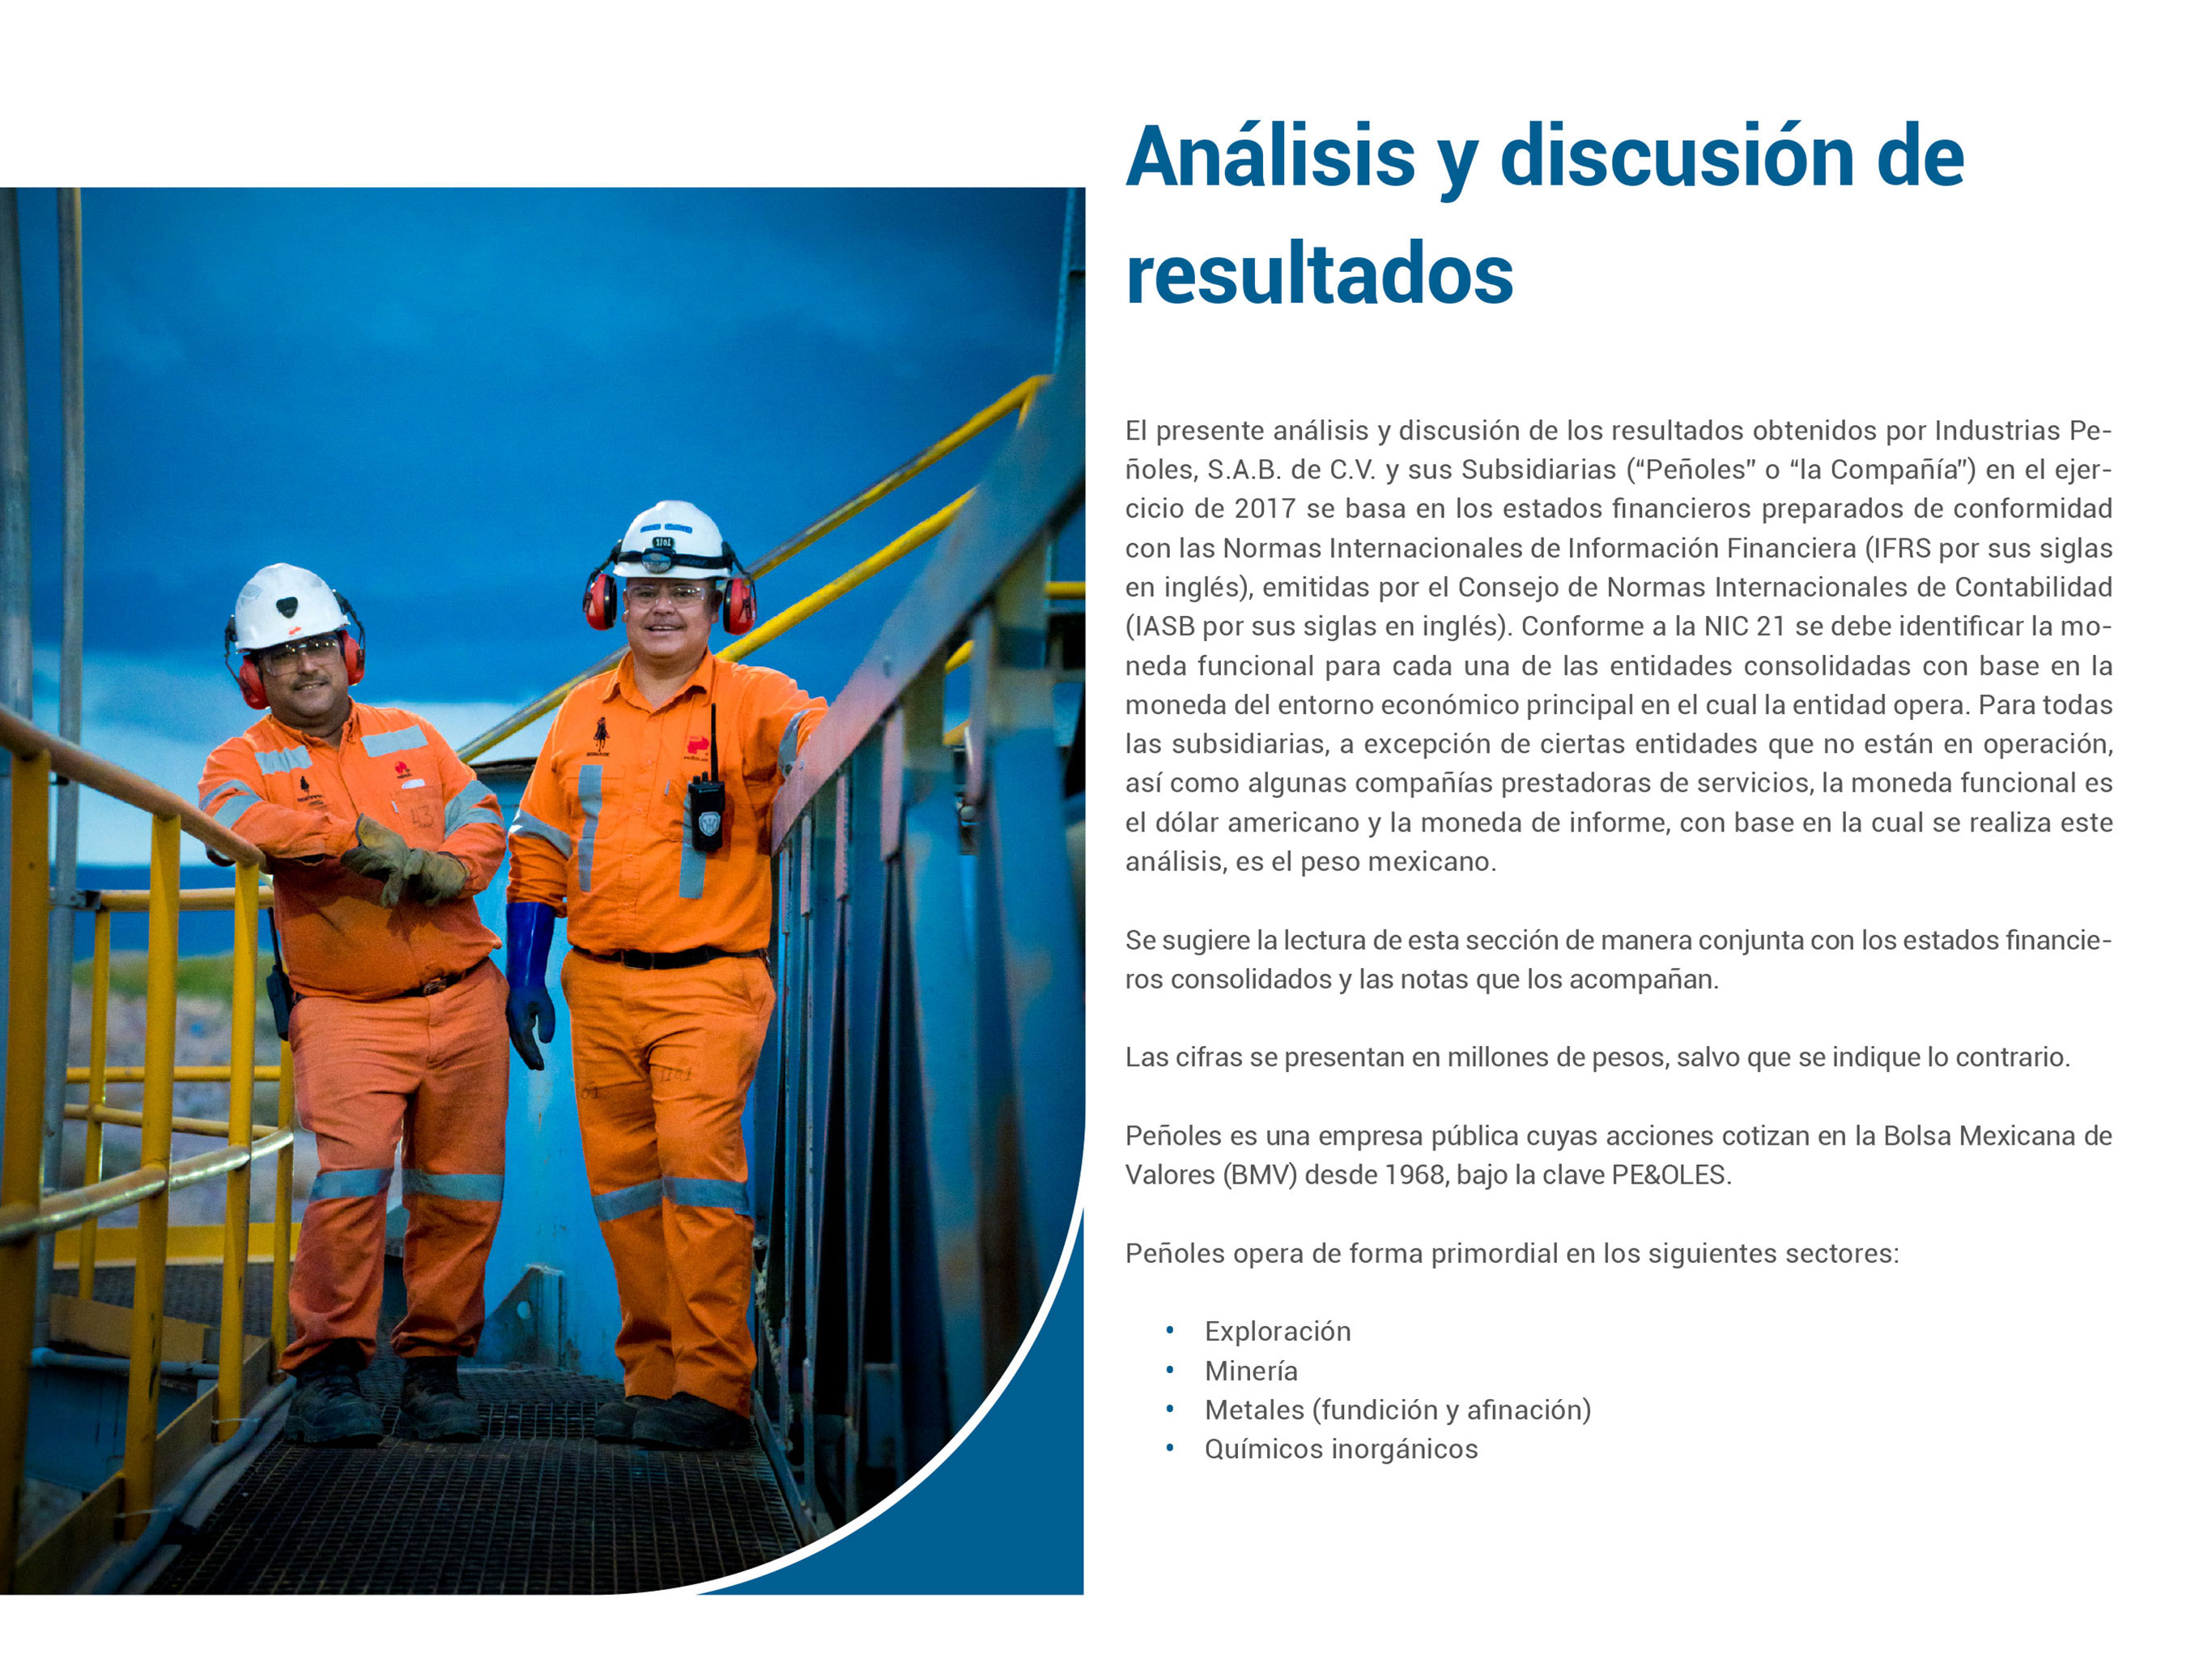 Análisis y discusión de
resultados
El presente análisis y discusión de los resultados obtenidos por Industrias Pe-
ñoles, S.A.B. de C.V. y sus Subsidiarias (“Peñoles” o “la Compañía”) en el ejer-
cicio de 2017 se basa en los estados financieros preparados de conformidad
con las Normas Internacionales de Información Financiera (IFRS por sus siglas
en inglés), emitidas por el Consejo de Normas Internacionales de Contabilidad
(IASB por sus siglas en inglés). Conforme a la NIC 21 se debe identificar la mo-
neda funcional para cada una de las entidades consolidadas con base en la
moneda del entorno económico principal en el cual la entidad opera. Para todas
las subsidiarias, a excepción de ciertas entidades que no están en operación,
así como algunas compañías prestadoras de servicios, la moneda funcional es
el dólar americano y la moneda de informe, con base en la cual se realiza este
análisis, es el peso mexicano.
Se sugiere la lectura de esta sección de manera conjunta con los estados financie-
ros consolidados y las notas que los acompañan.
Las cifras se presentan en millones de pesos, salvo que se indique lo contrario.
Peñoles es una empresa pública cuyas acciones cotizan en la Bolsa Mexicana de
Valores (BMV) desde 1968, bajo la clave PE&OLES.
Peñoles opera de forma primordial en los siguientes sectores:
• Exploración
• Minería
• Metales (fundición y afinación)
• Químicos inorgánicos